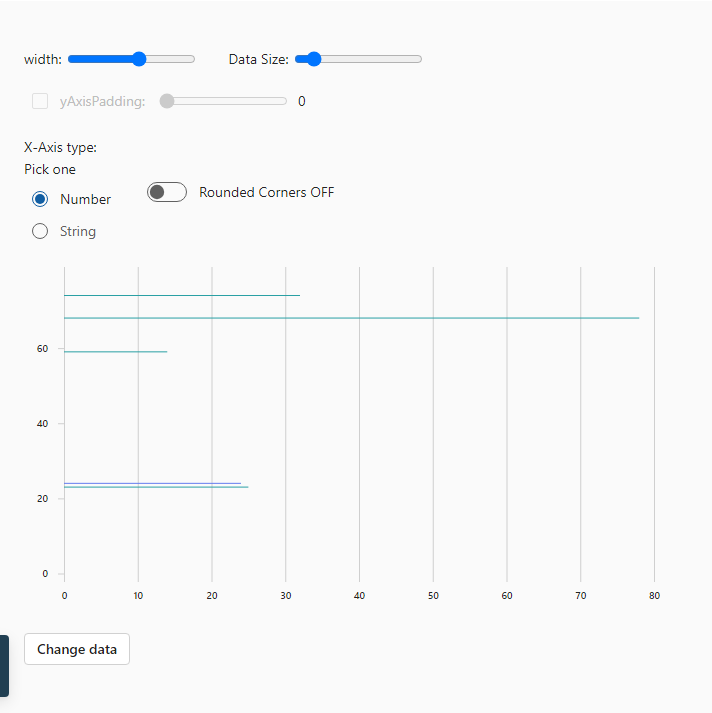 width: Data Size:
yAxisPadding: 0
X-Axis type:
Pick one
Number Rounded Corners OFF
String
60
40
20
0
0 10 20 30 40 50 60 70 80
Change data